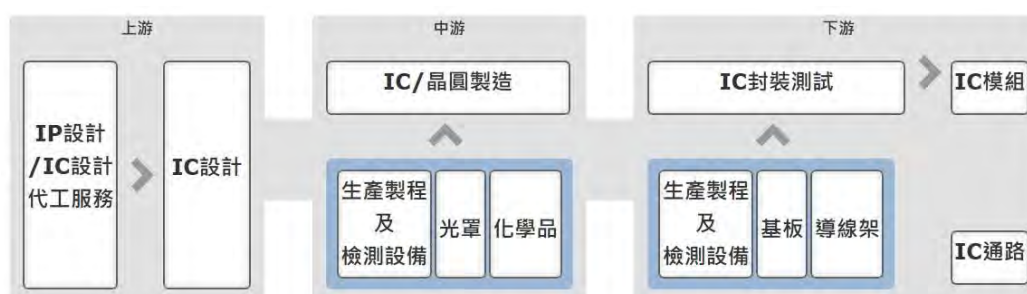 上游
IP設計
/IC設計
代工服務
IC設計
中游
IC/晶圓製造
生產製程
及
檢測設備
光罩
化學品
下游
IC封裝測試
生產製程
及
檢測設備
基板
導線架
IC模組
IC通路